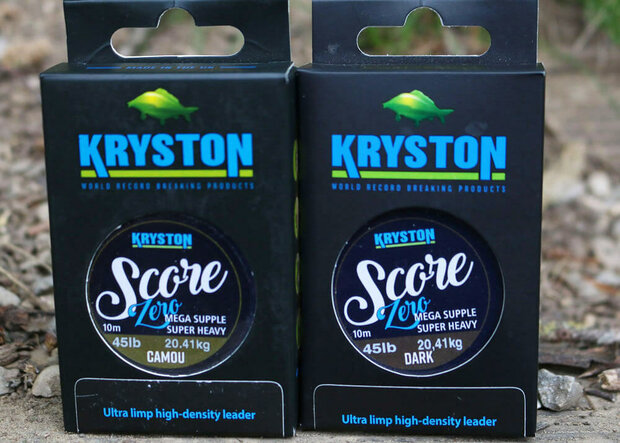 KRYSTON
WORLD RECORD BREAKING PRODUCTS
KRYSTON
Score
Zero
10m
MEGA SUPPLE
SUPER HEAVY
45lb 20.41kg
CAMOU
Ultra limp high-density leader
KRYSTON
WORLD RECORD BREAKING PRODUCTS
KRYSTON
Score
Zero
10m
MEGA SUPPLE
SUPER HEAVY
45lb 20.41kg
DARK
Ultra limp high-density leader